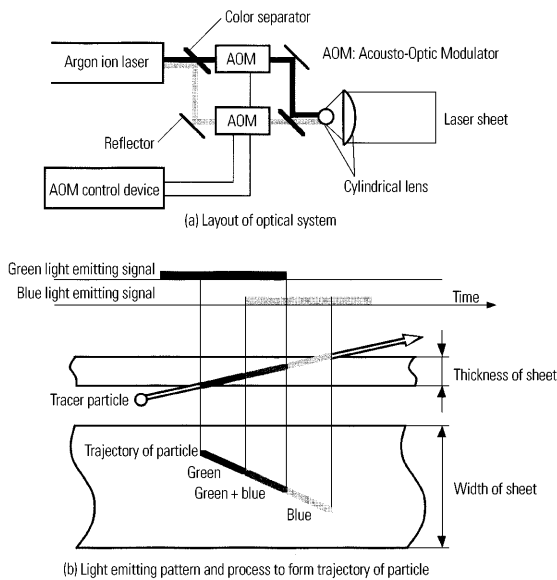 Color separator
Argon ion laser
AOM
AOM: Acousto-Optic Modulator
Reflector
AOM
Laser sheet
AOM control device
Cylindrical lens
(a) Layout of optical system
Green light emitting signal
Blue light emitting signal
Time
Thickness of sheet
Tracer particle
Trajectory of particle
Green
Green + blue
Blue
Width of sheet
(b) Light emitting pattern and process to form trajectory of particle